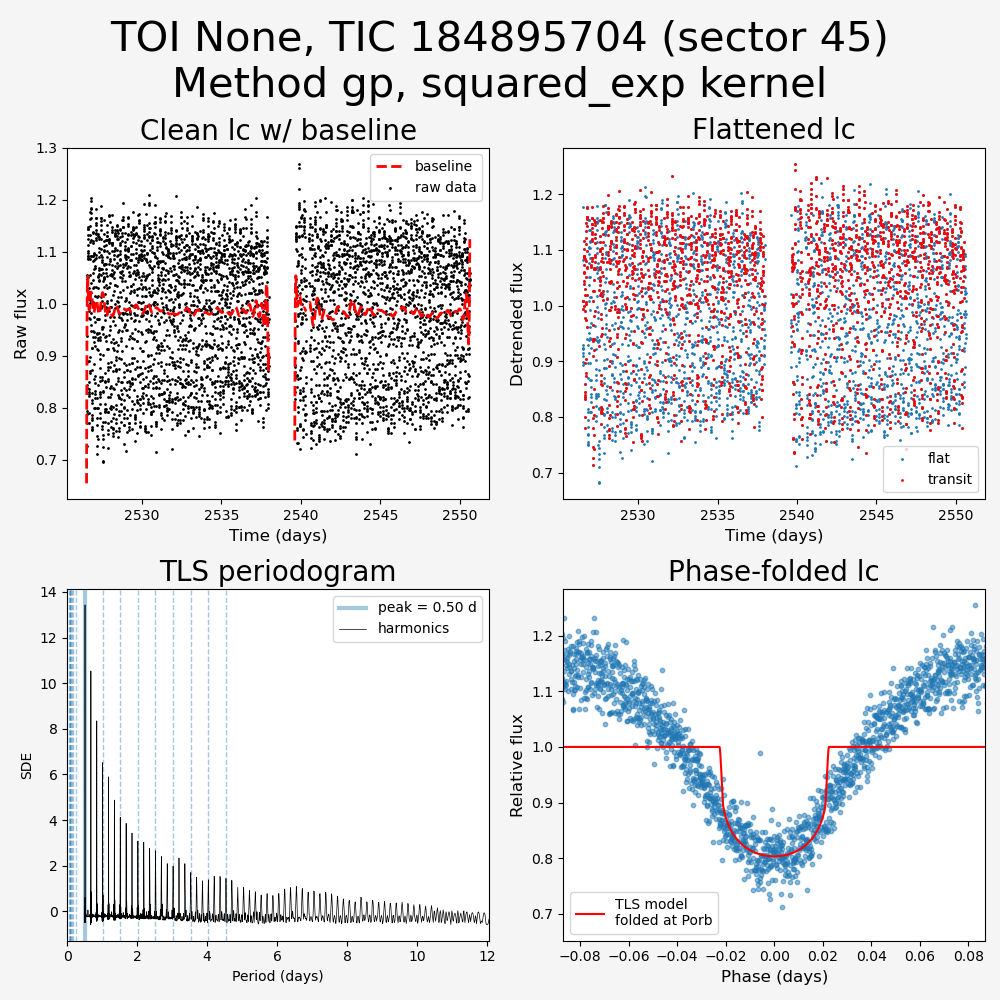 TOI None, TIC 184895704 (sector 45)
Method gp, squared_exp kernel
Clean lc w/ baseline
Raw flux
1.3
1.2
1.1
1.0
0.9
0.8
0.7
baseline
raw data
2530
2535
2540
2545
2550
Time (days)
Flattened lc
Detrended flux
1.2
1.1
1.0
0.9
0.8
0.7
flat
transit
2530
2535
2540
2545
2550
Time (days)
TLS periodogram
SDE
14
12
10
8
6
4
2
0
peak = 0.50 d
harmonics
0
2
4
6
8
10
12
Period (days)
Phase-folded lc
Relative flux
1.2
1.1
1.0
0.9
0.8
0.7
TLS model
folded at Porb
−0.08
−0.06
−0.04
−0.02
0.00
0.02
0.04
0.06
0.08
Phase (days)